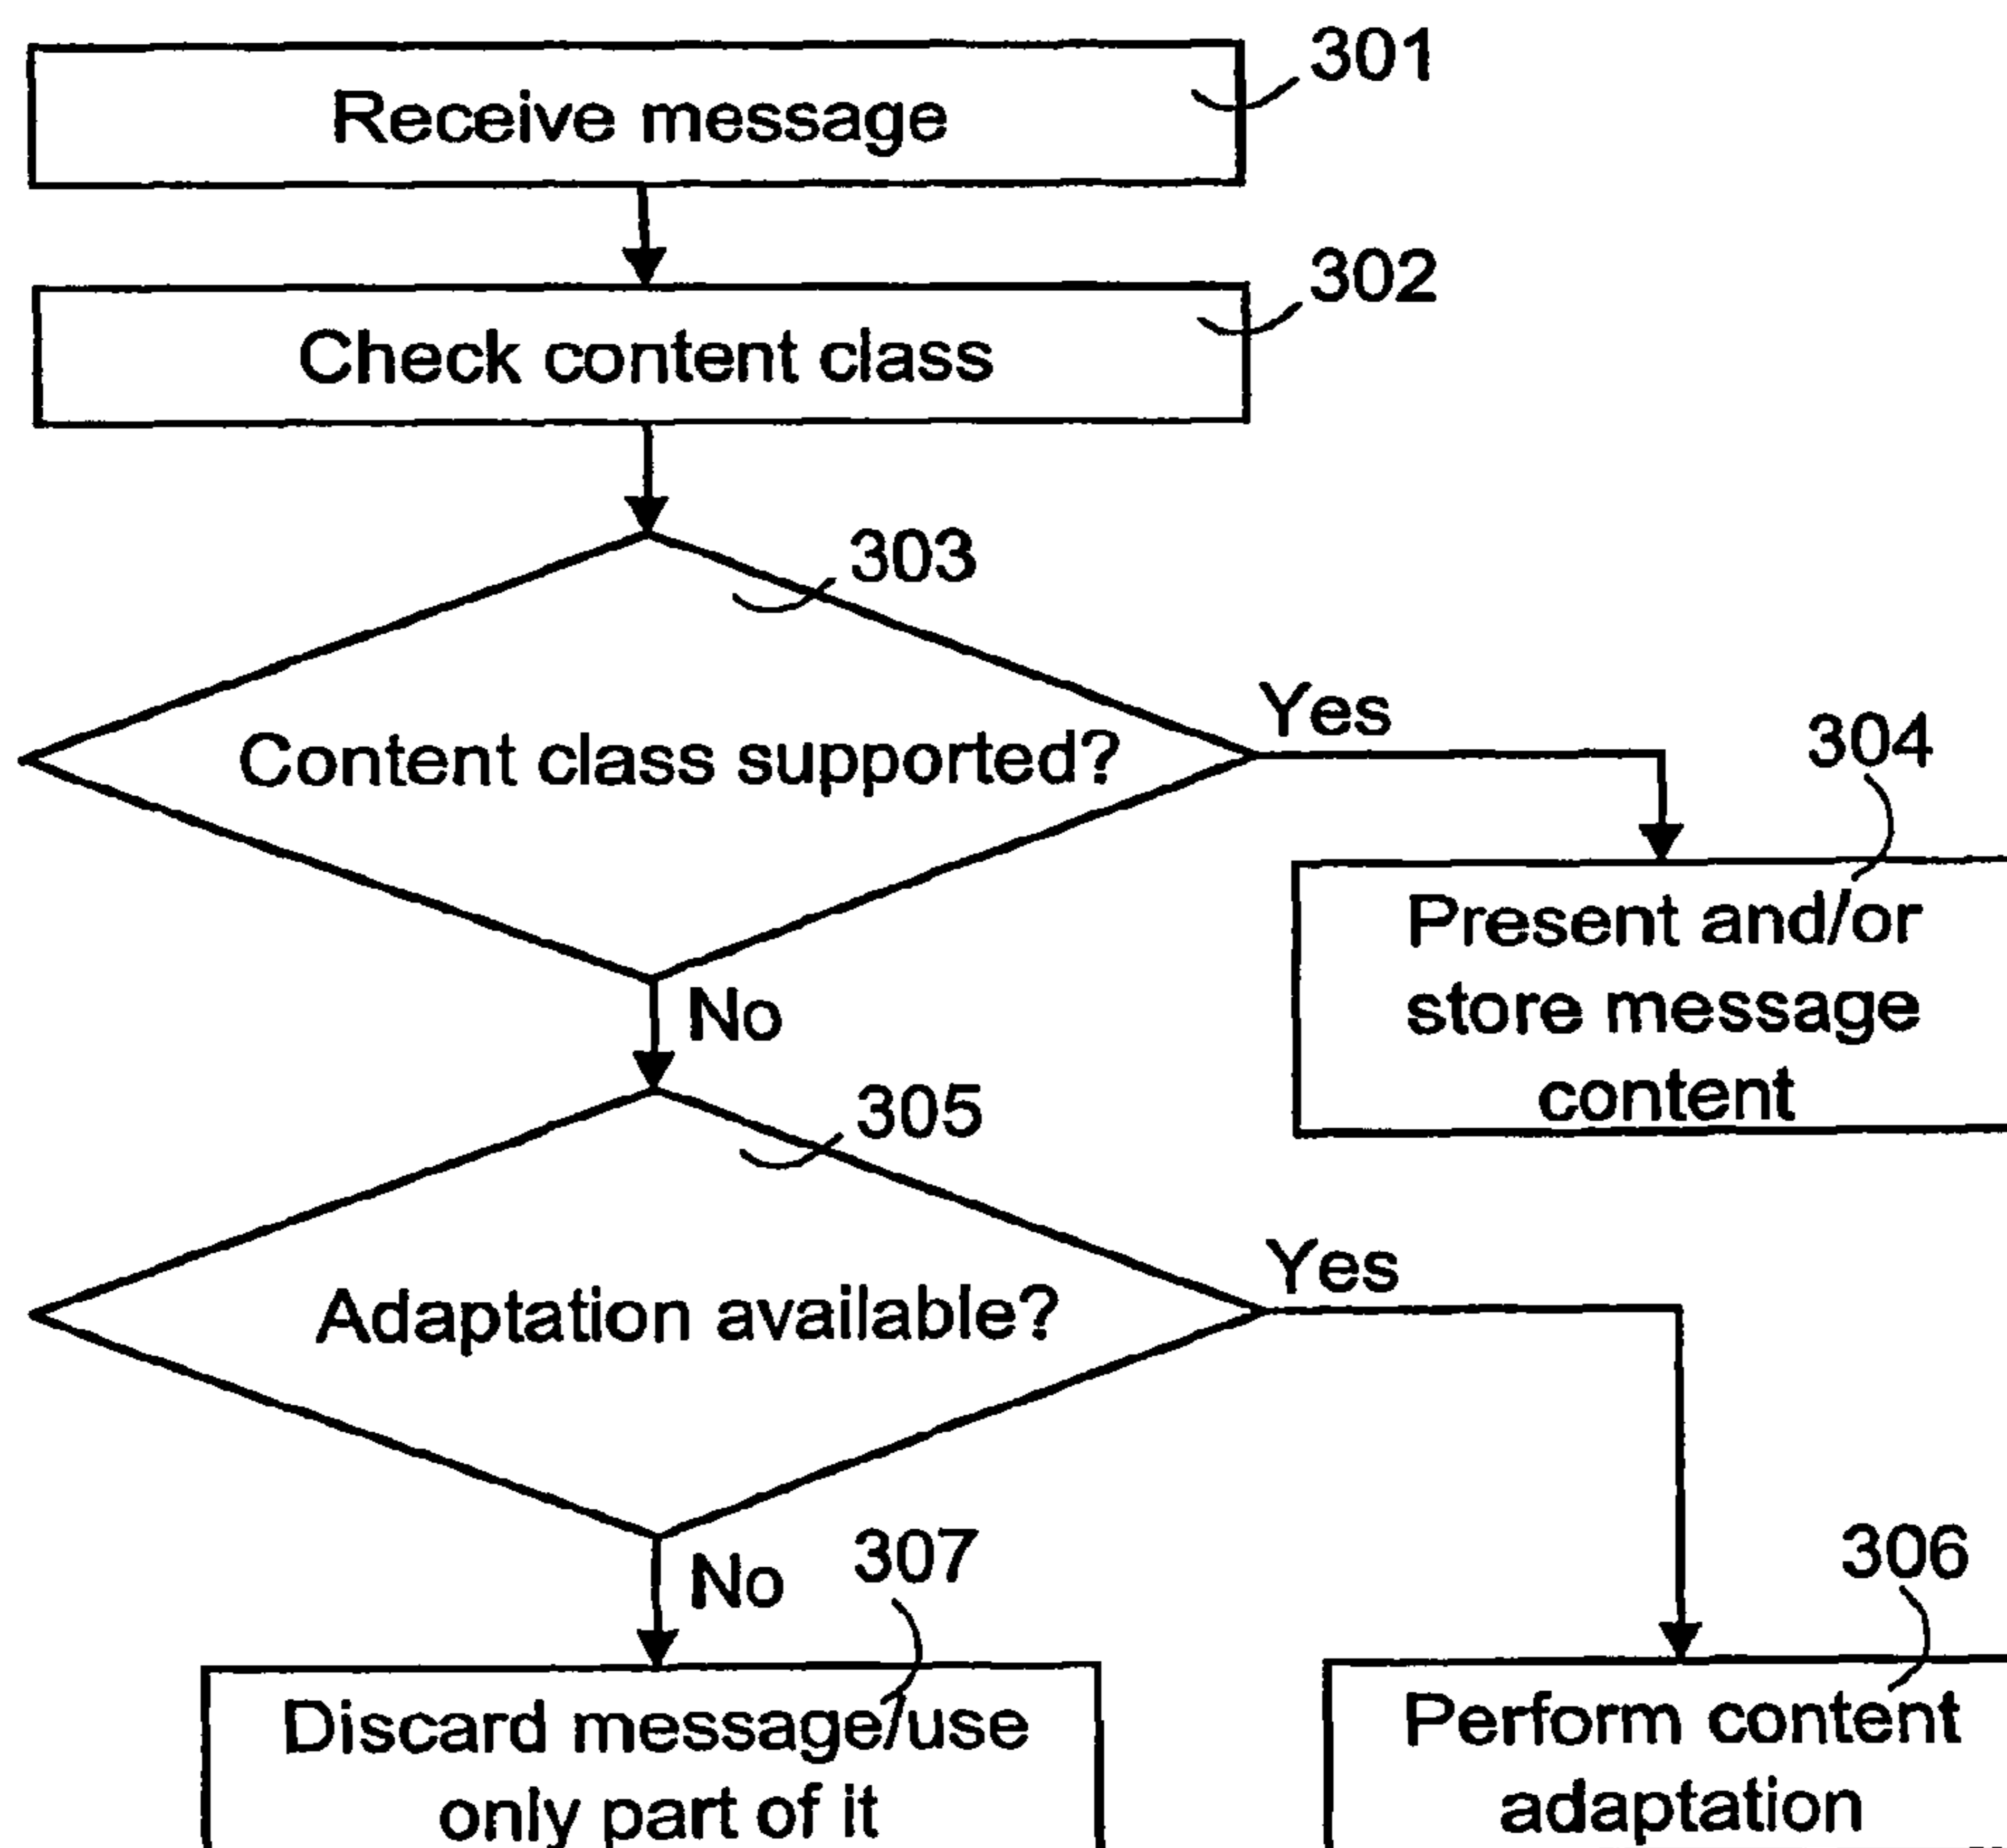 301
Receive message
302
Check content class
303
Content class supported?
Yes
304
Present and/or
store message
content
No
305
Adaptation available?
Yes
306
Perform content
adaptation
No
307
Discard message/use
only part of it